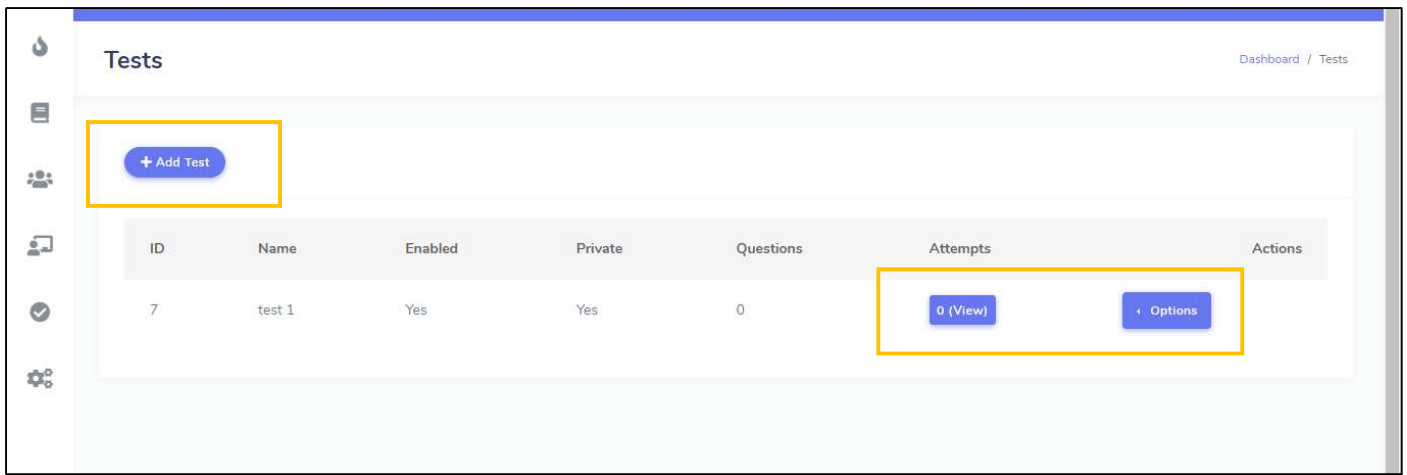 Tests
Dashboard / Tests
+ Add Test
ID Name Enabled Private Questions Attempts Actions
7 test 1 Yes Yes 0 0 (View) Options